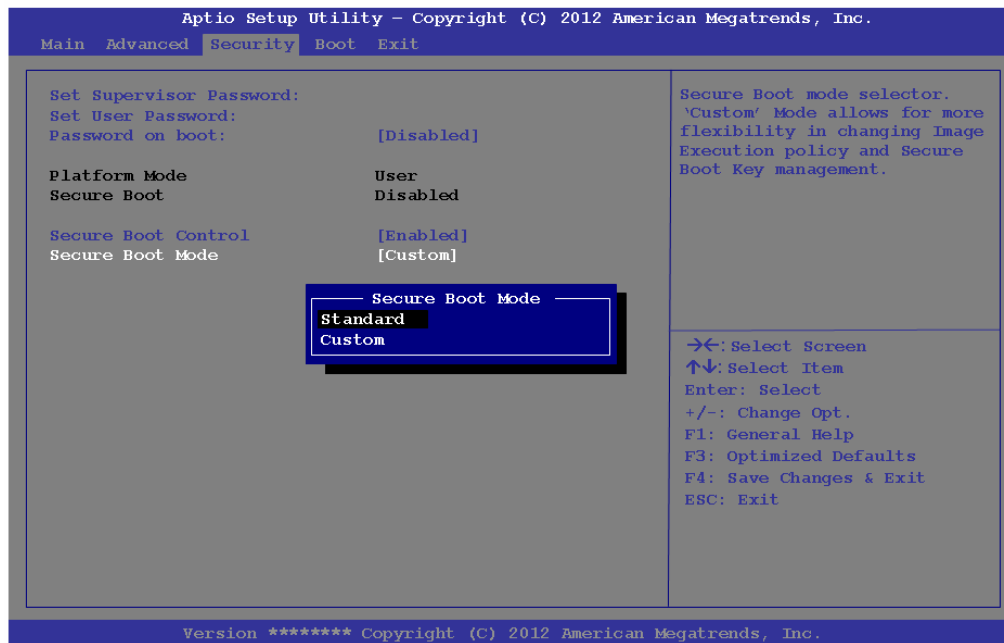 Aptio Setup Utility – Copyright (C) 2012 American Megatrends, Inc.
Main Advanced Security Boot Exit
Set Supervisor Password:
Set User Password:
Password on boot: [Disabled]
Platform Mode User
Secure Boot Disabled
Secure Boot Control [Enabled]
Secure Boot Mode [Custom]
Secure Boot Mode
Standard
Custom
Secure Boot mode selector.
‘Custom’ Mode allows for more
flexibility in changing Image
Execution policy and Secure
Boot Key management.
→←:Select Screen
↑↓:Select Item
Enter: Select
+/-: Change Opt.
F1: General Help
F3: Optimized Defaults
F4: Save Changes & Exit
ESC: Exit
Version ******** Copyright (C) 2012 American Megatrends, Inc.